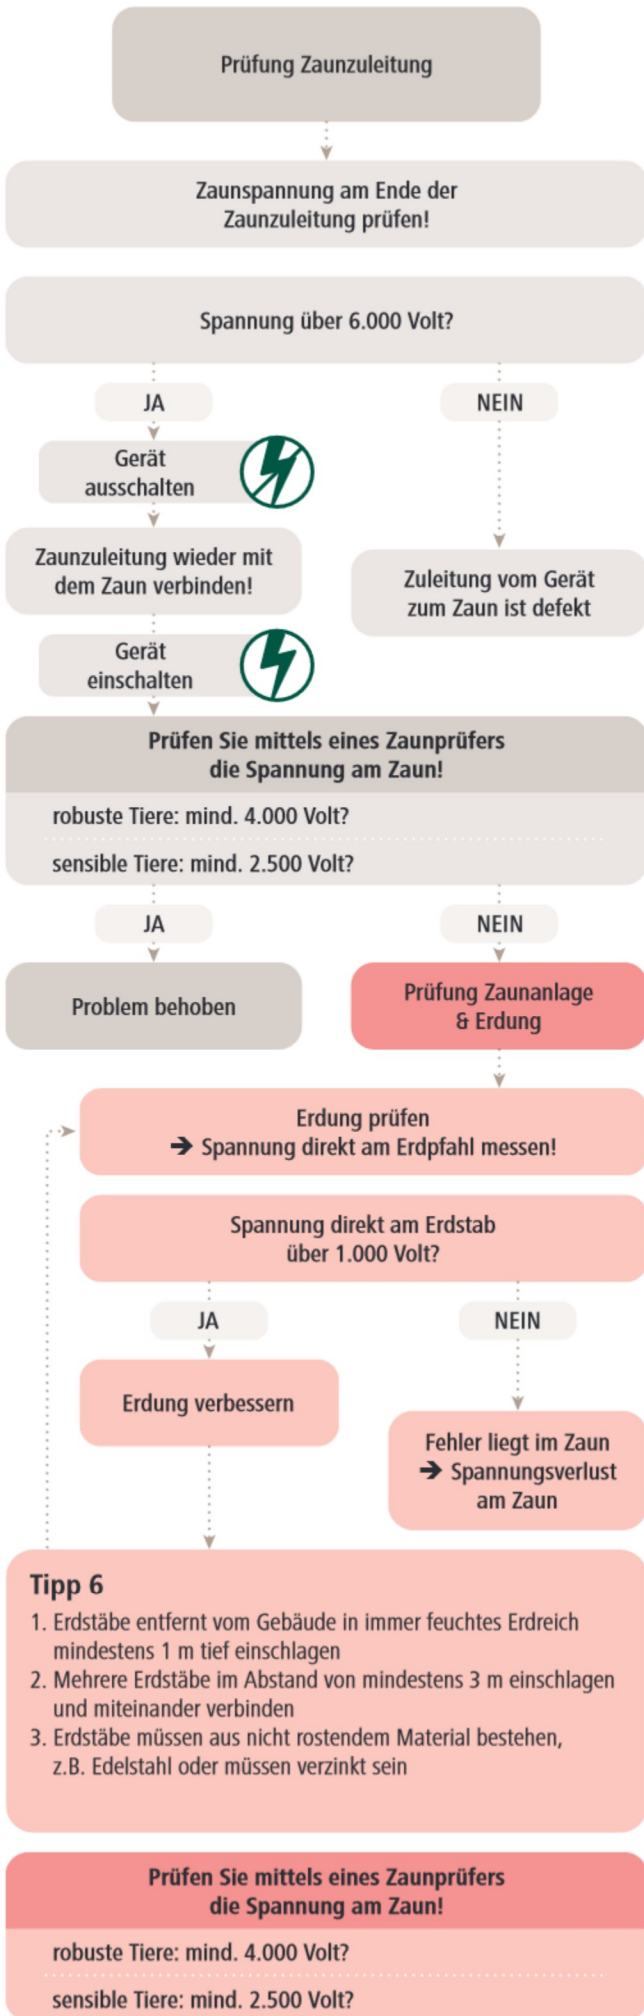 Prüfung Zaunzuleitung
Zaunspannung am Ende der
Zaunzuleitung prüfen!
Spannung über 6.000 Volt?
JA
NEIN
Gerät
ausschalten
Zaunzuleitung wieder mit
dem Zaun verbinden!
Zuleitung vom Gerät
zum Zaun ist defekt
Gerät
einschalten
Prüfen Sie mittels eines Zaunprüfers
die Spannung am Zaun!
robuste Tiere: mind. 4.000 Volt?
sensible Tiere: mind. 2.500 Volt?
JA
NEIN
Problem behoben
Prüfung Zaunanlage
& Erdung
Erdung prüfen
➔ Spannung direkt am Erdpfahl messen!
Spannung direkt am Erdstab
über 1.000 Volt?
JA
NEIN
Erdung verbessern
Fehler liegt im Zaun
➔ Spannungsverlust
am Zaun
Tipp 6
1. Erdstäbe entfernt vom Gebäude in immer feuchtes Erdreich
mindestens 1 m tief einschlagen
2. Mehrere Erdstäbe im Abstand von mindestens 3 m einschlagen
und miteinander verbinden
3. Erdstäbe müssen aus nicht rostendem Material bestehen,
z.B. Edelstahl oder müssen verzinkt sein
Prüfen Sie mittels eines Zaunprüfers
die Spannung am Zaun!
robuste Tiere: mind. 4.000 Volt?
sensible Tiere: mind. 2.500 Volt?